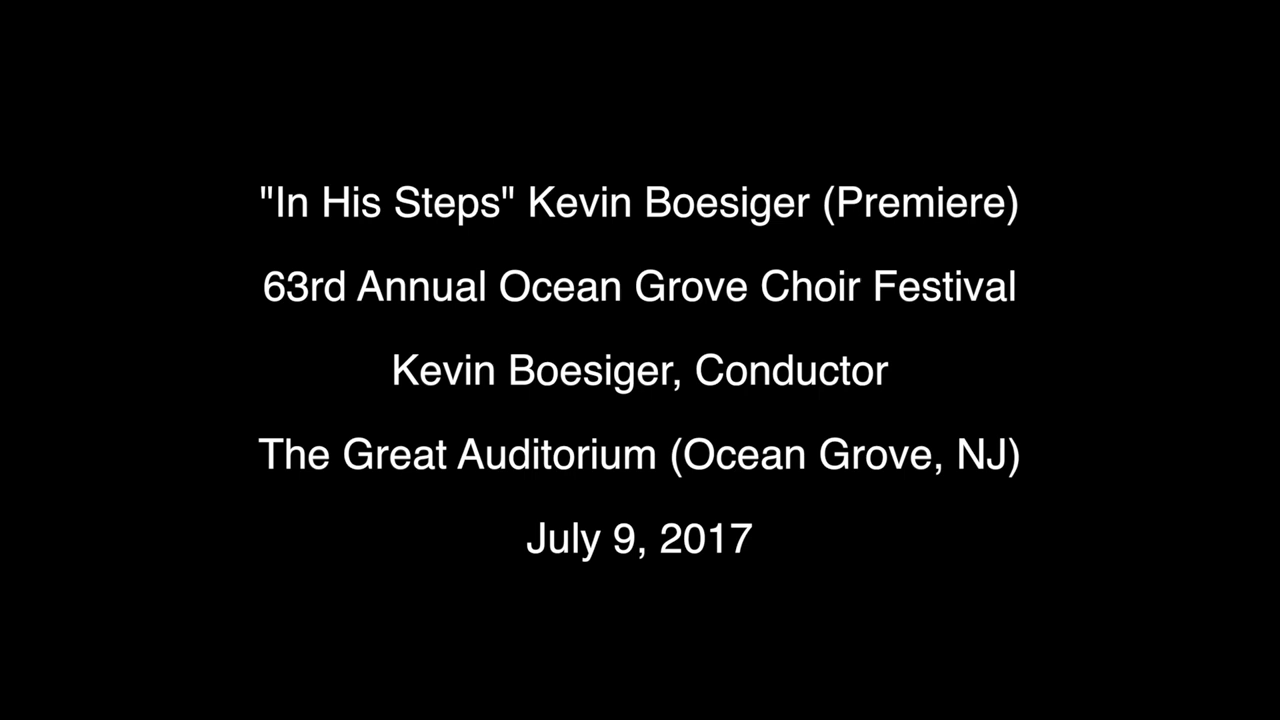 "In His Steps" Kevin Boesiger (Premiere)
63rd Annual Ocean Grove Choir Festival
Kevin Boesiger, Conductor
The Great Auditorium (Ocean Grove, NJ)
July 9, 2017